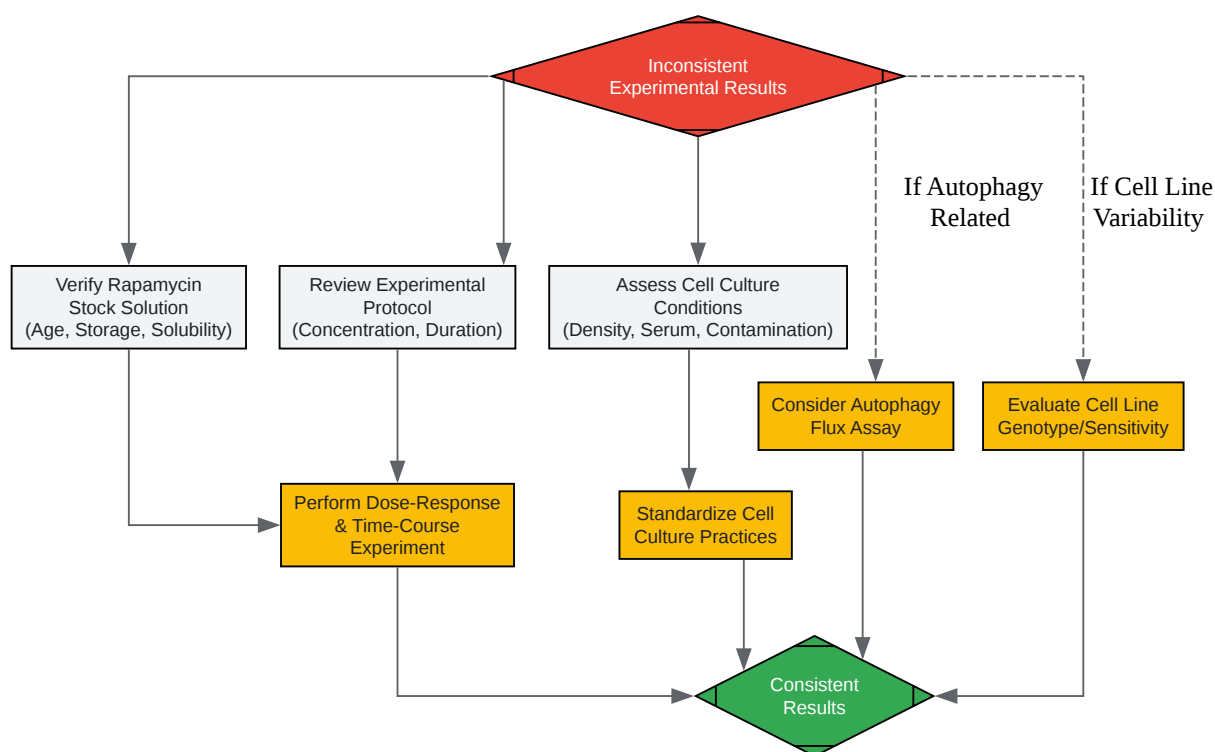 Inconsistent
Experimental Results
If Autophagy
Related
If Cell Line
Variability
Verify Rapamycin
Stock Solution
(Age, Storage, Solubility)
Review Experimental
Protocol
(Concentration, Duration)
Assess Cell Culture
Conditions
(Density, Serum, Contamination)
Consider Autophagy
Flux Assay
Evaluate Cell Line
Genotype/Sensitivity
Perform Dose-Response
& Time-Course
Experiment
Standardize Cell
Culture Practices
Consistent
Results